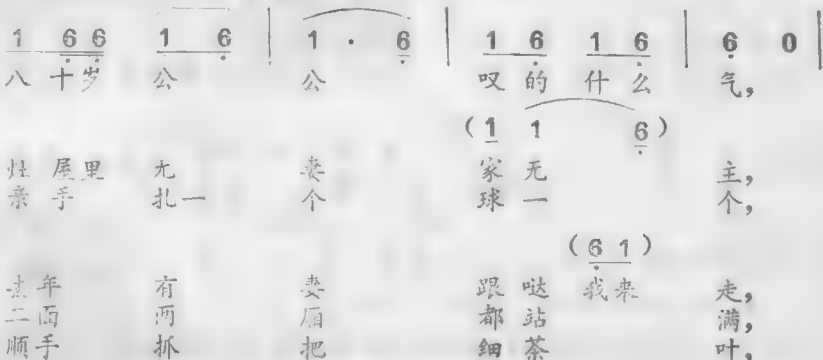 1 6 6 1 6 | 1 · 6 | 1 6 1 6 | 6 0 |
八 十 岁 公 公 叹 的 什 么 气,
(1 1 6)
灶 屋 里 无 妻 家 无 主,
亲 手 扎 一 个 球 一 个,
(6 1)
年 有 妻 跟 哒 我 来 走,
二 面 两 厢 都 站 满,
顺 手 抓 把 细 茶 叶,